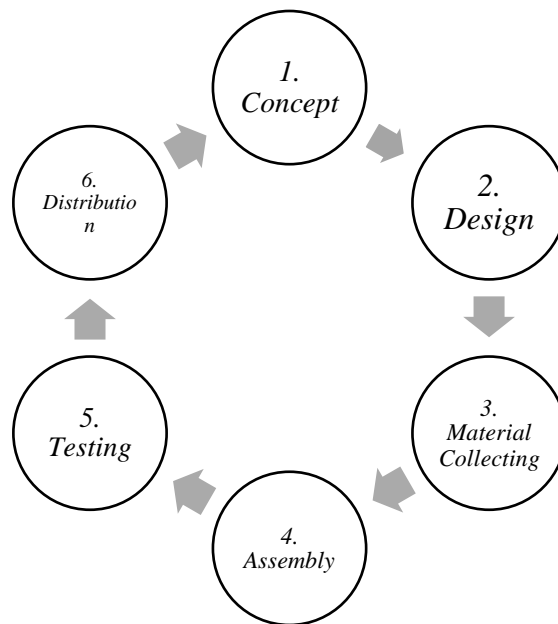 1.
Concept
2.
Design
3.
Material
Collecting
4.
Assembly
5.
Testing
6.
Distributio
n